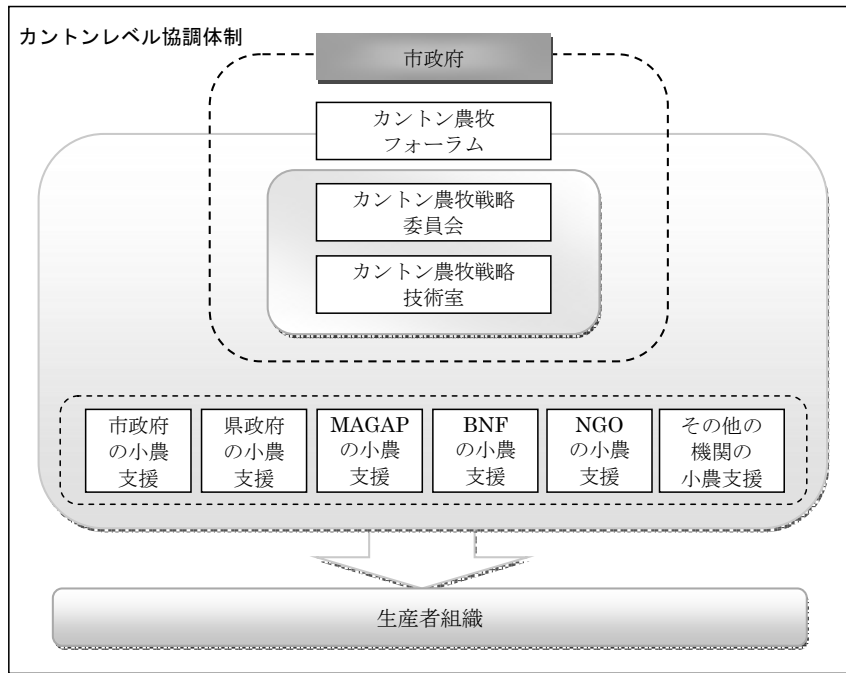 カントンレベル協調体制
市政府
カントン農牧
フォーラム
カントン農牧戦略
委員会
カントン農牧戦略
技術室
市政府
の小農
支援
県政府
の小農
支援
MAGAP
の小農
支援
BNF
の小農
支援
NGO
の小農
支援
その他の
機関の
小農支援
生産者組織